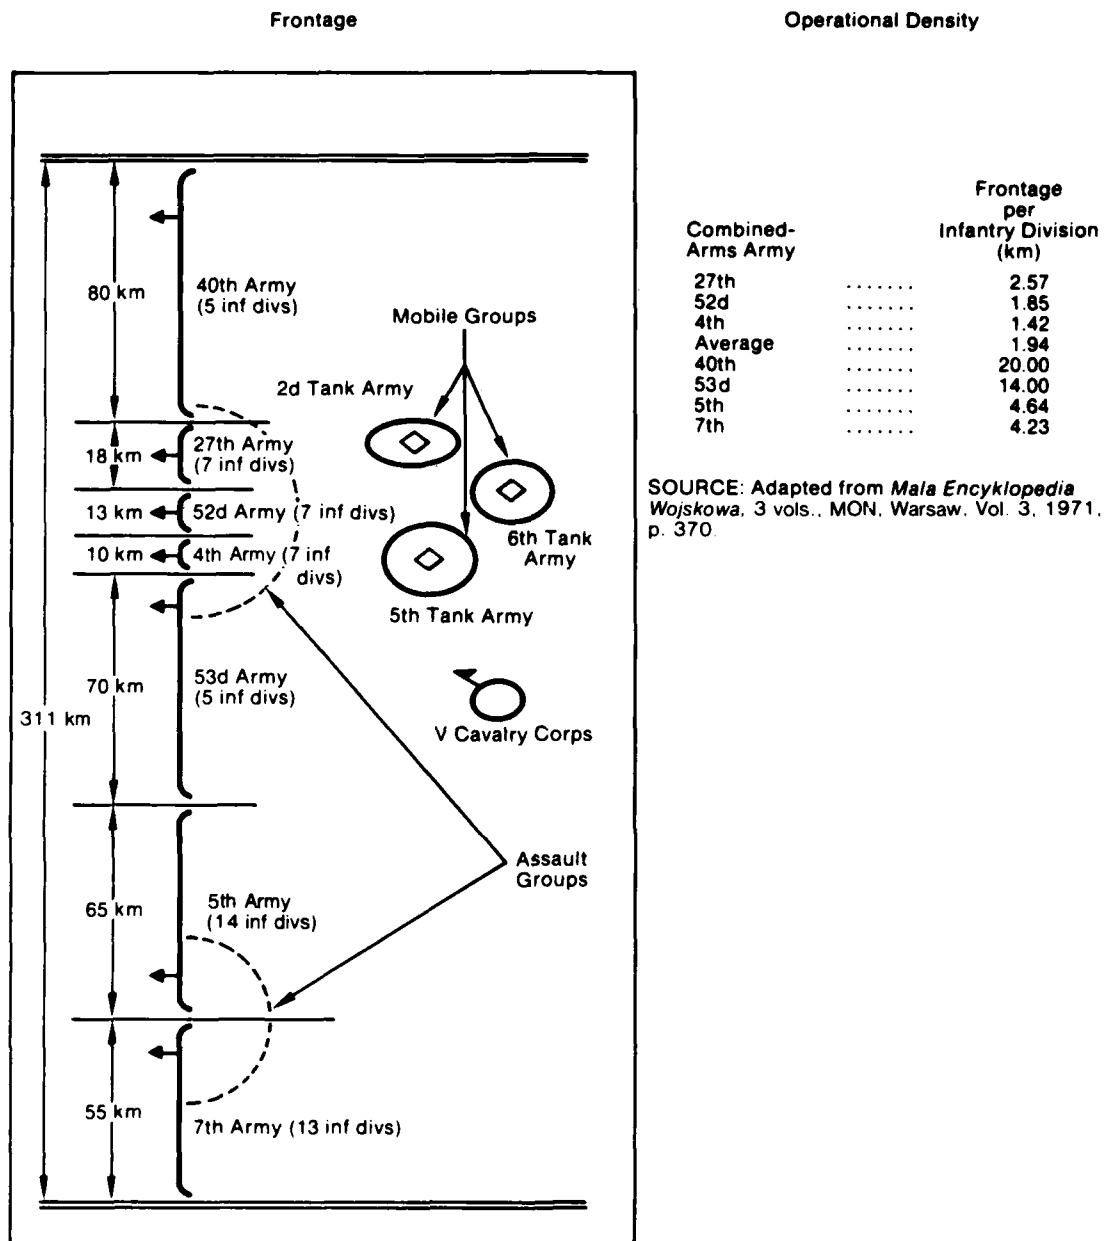 Frontage
Operational Density
80 km
40th Army
(5 inf divs)
Mobile Groups
2d Tank Army
18 km
27th Army
(7 inf divs)
13 km
52d Army (7 inf divs)
6th Tank
Army
10 km
4th Army (7 inf
divs)
5th Tank Army
70 km
53d Army
(5 inf divs)
311 km
V Cavalry Corps
Assault
Groups
65 km
5th Army
(14 inf divs)
55 km
7th Army (13 inf divs)
Combined-
Arms Army
Frontage
per
Infantry Division
(km)
27th ....... 2.57
52d ....... 1.85
4th ....... 1.42
Average ....... 1.94
40th ....... 20.00
53d ....... 14.00
5th ....... 4.64
7th ....... 4.23
SOURCE: Adapted from Mala Encyklopedia
Wojskowa, 3 vols., MON, Warsaw. Vol. 3, 1971,
p. 370.